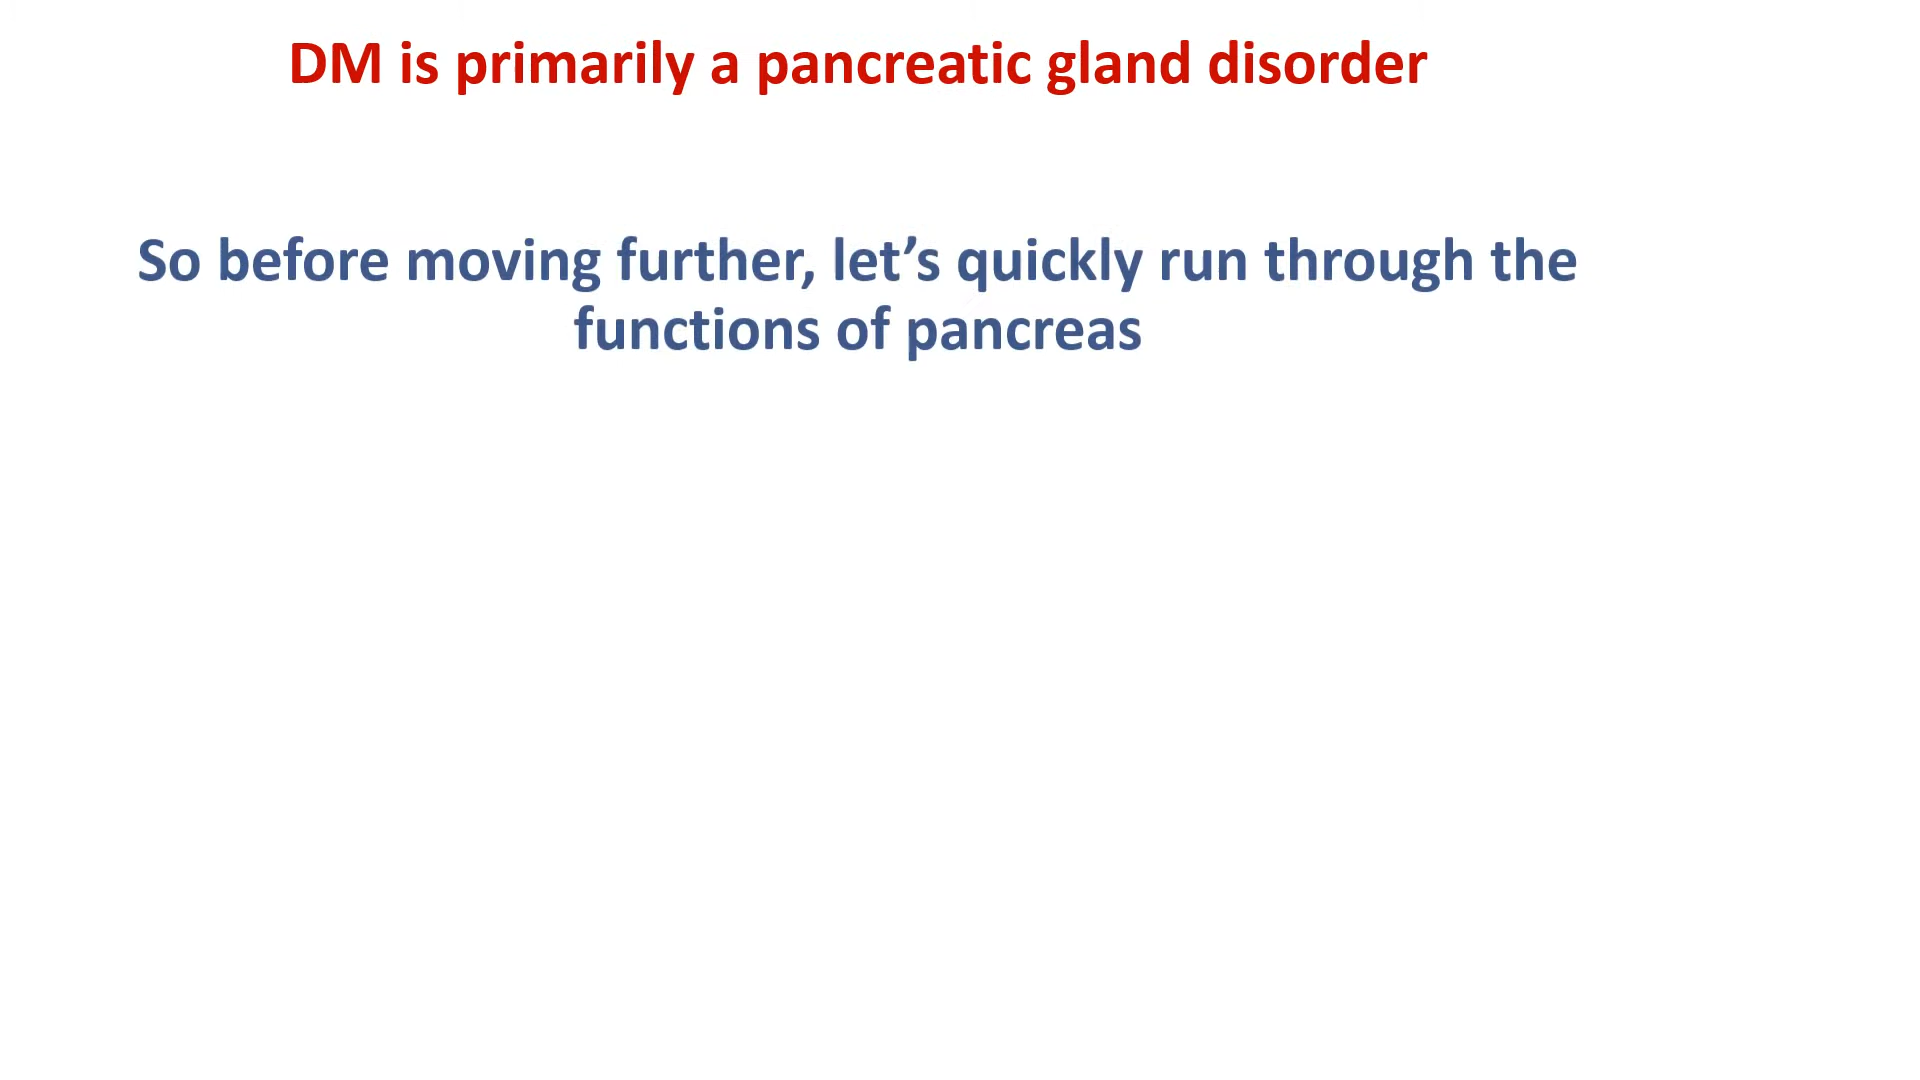 DM is primarily a pancreatic gland disorder
So before moving further, let’s quickly run through the
functions of pancreas